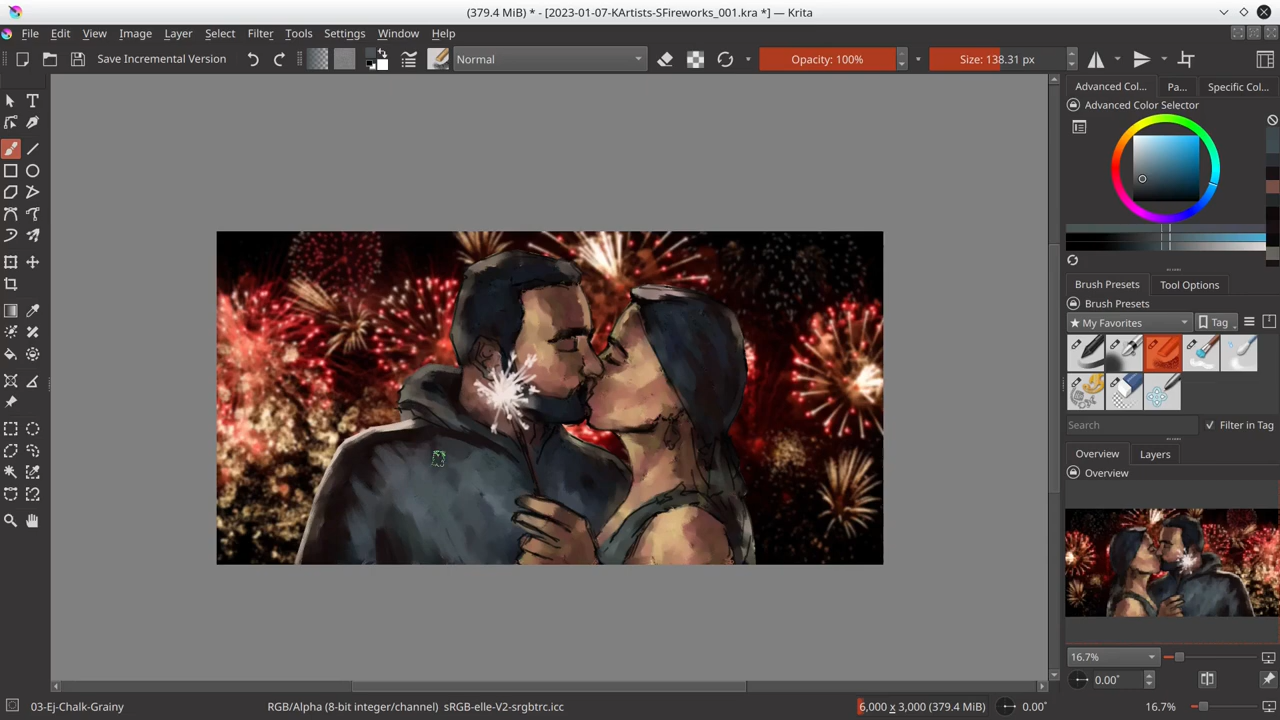 (379.4 MiB) * - [2023-01-07-KArtists-SFireworks_001.kra *] — Krita
File Edit View Image Layer Select Filter Tools Settings Window Help
Save Incremental Version Normal Opacity: 100% Size: 138.31 px
Advanced Col... Pa... Specific Col...
Advanced Color Selector
Brush Presets Tool Options
Brush Presets
★ My Favorites Tag
Search Filter in Tag
Overview Layers
Overview
16.7%
0.00°
03-Ej-Chalk-Grainy RGB/Alpha (8-bit integer/channel) sRGB-elle-V2-srgbtrc.icc 6,000 x 3,000 (379.4 MiB) 0.00° 16.7%